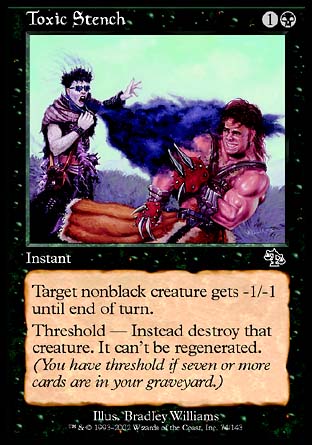 Toxic Stench 1
Instant
Target nonblack creature gets -1/-1
until end of turn.
Threshold — Instead destroy that
creature. It can't be regenerated.
(You have threshold if seven or more
cards are in your graveyard.)
Illus. Bradley Williams
™ & © 1993-2002 Wizards of the Coast, Inc. 74/143